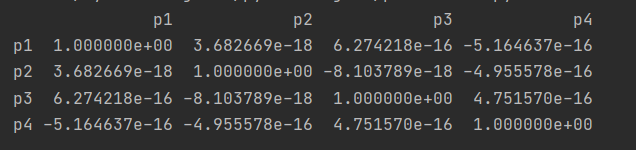 p1 p2 p3 p4
p1 1.000000e+00 3.682669e-18 6.274218e-16 -5.164637e-16
p2 3.682669e-18 1.000000e+00 -8.103789e-18 -4.955578e-16
p3 6.274218e-16 -8.103789e-18 1.000000e+00 4.751570e-16
p4 -5.164637e-16 -4.955578e-16 4.751570e-16 1.000000e+00